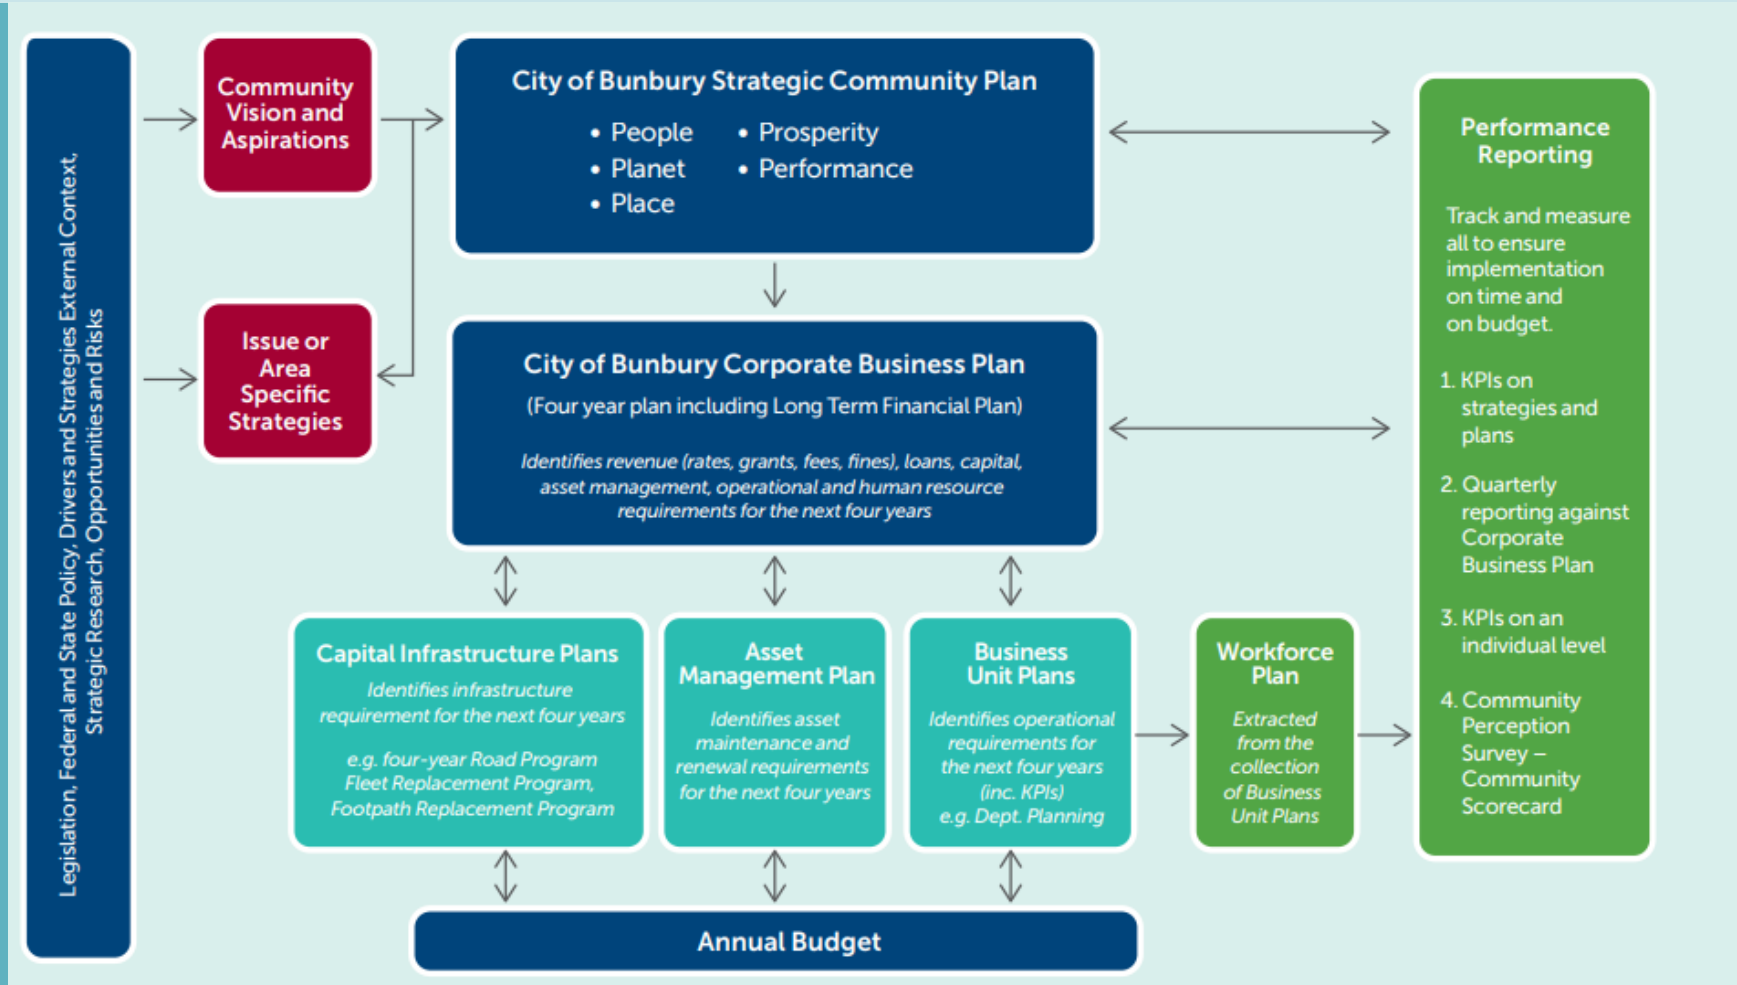 Legislation, Federal and State Policy, Drivers and Strategies External Context,
Strategic Research, Opportunities and Risks
Community
Vision and
Aspirations
Issue or
Area
Specific
Strategies
City of Bunbury Strategic Community Plan
• People
• Planet
• Place
• Prosperity
• Performance
City of Bunbury Corporate Business Plan
(Four year plan including Long Term Financial Plan)
Identifies revenue (rates, grants, fees, fines), loans, capital,
asset management, operational and human resource
requirements for the next four years
Capital Infrastructure Plans
Identifies infrastructure
requirement for the next four years
e.g. four-year Road Program
Fleet Replacement Program,
Footpath Replacement Program
Asset
Management Plan
Identifies asset
maintenance and
renewal requirements
for the next four years
Business
Unit Plans
Identifies operational
requirements for
the next four years
(inc. KPIs)
e.g. Dept. Planning
Workforce
Plan
Extracted
from the
collection
of Business
Unit Plans
Annual Budget
Performance
Reporting
Track and measure
all to ensure
implementation
on time and
on budget.
1. KPIs on
strategies and
plans
2. Quarterly
reporting against
Corporate
Business Plan
3. KPIs on an
individual level
4. Community
Perception
Survey –
Community
Scorecard